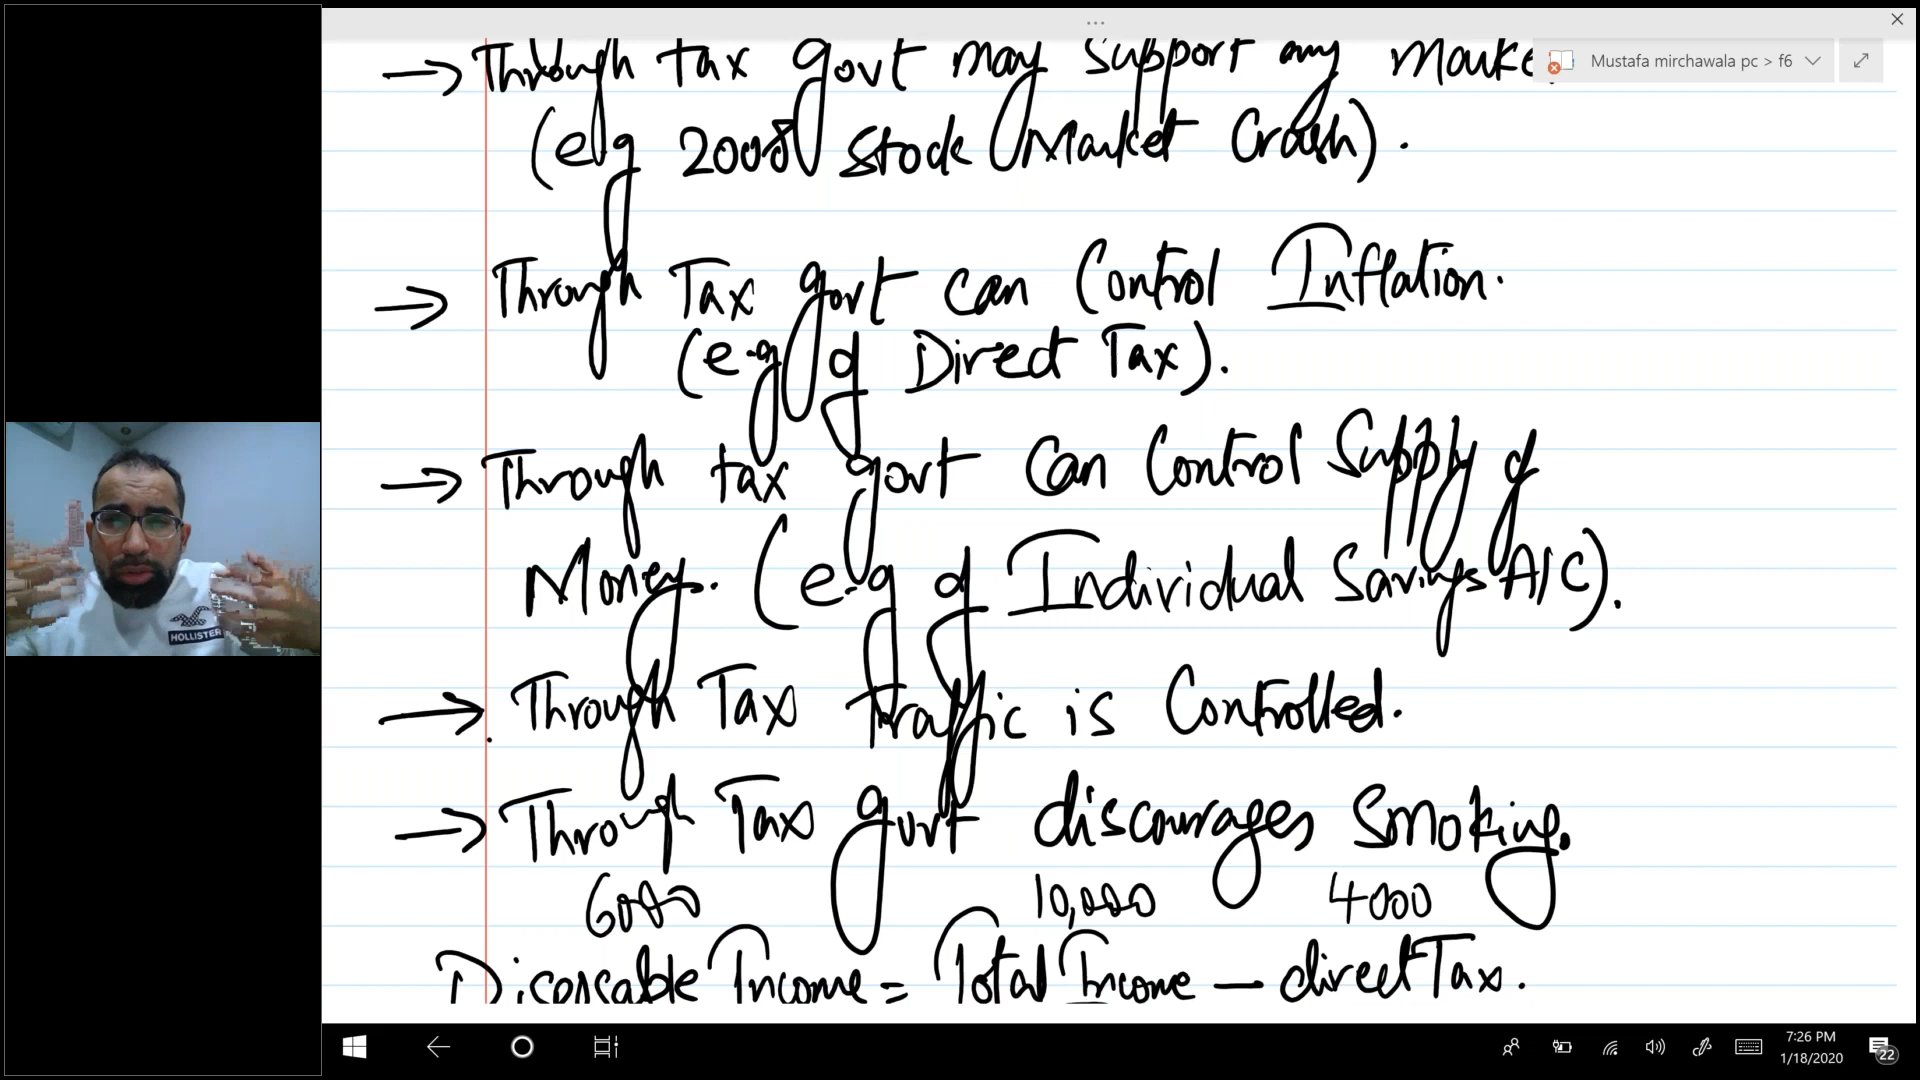 Mustafa mirchawala pc > f6
→ Through tax govt may support any marke
(e.g 2008 Stock Market Crash).
→ Through Tax govt can Control Inflation.
(e.g of Direct Tax).
→ Through tax govt Can Control Supply of
Money. (e.g of Individual Savings A/C).
→ Through Tax traffic is Controlled.
→ Through Tax govt discourages Smoking.
6000 10,000 4000
Disposable Income = Total Income — direct Tax.
HOLLISTER
7:26 PM
1/18/2020
22